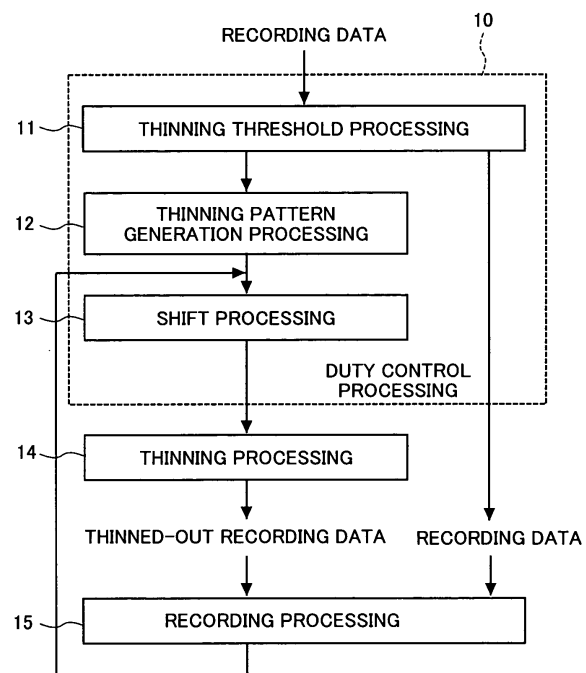 10
RECORDING DATA
11
THINNING THRESHOLD PROCESSING
12
THINNING PATTERN
GENERATION PROCESSING
13
SHIFT PROCESSING
DUTY CONTROL
PROCESSING
14
THINNING PROCESSING
THINNED-OUT RECORDING DATA
RECORDING DATA
15
RECORDING PROCESSING